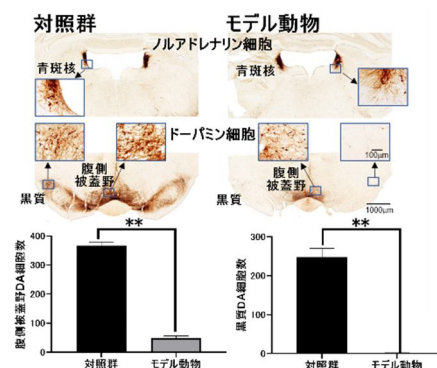 対照群 モデル動物
ノルアドレナリン細胞
青斑核 青斑核
ドーパミン細胞
腹側
被蓋野
腹側
被蓋野
100μm
黒質
1000μm
**
400
300
200
100
0
腹側被蓋野DA細胞数
対照群 モデル動物
**
300
200
100
0
黒質DA細胞数
対照群 モデル動物